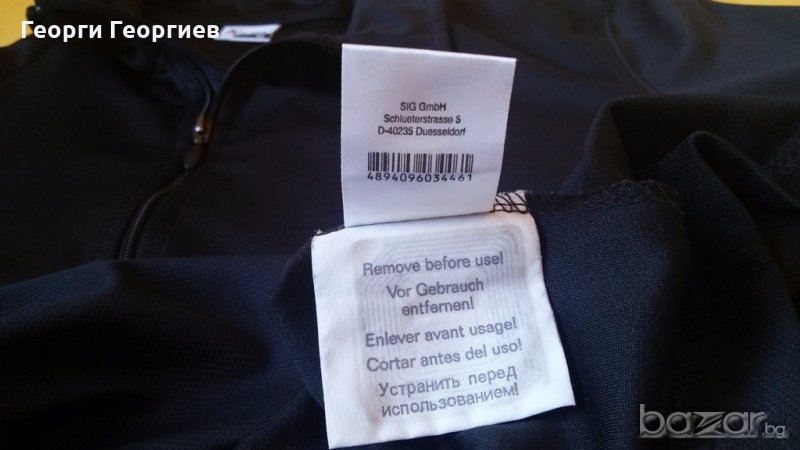 Георги Георгиев
SIG GmbH
Schlueterstrasse 5
D-40235 Duesseldorf
4894096034461
Remove before use!
Vor Gebrauch
entfernen!
Enlever avant usage!
Cortar antes del uso!
Устранить перед
использованием!
bazar.bg